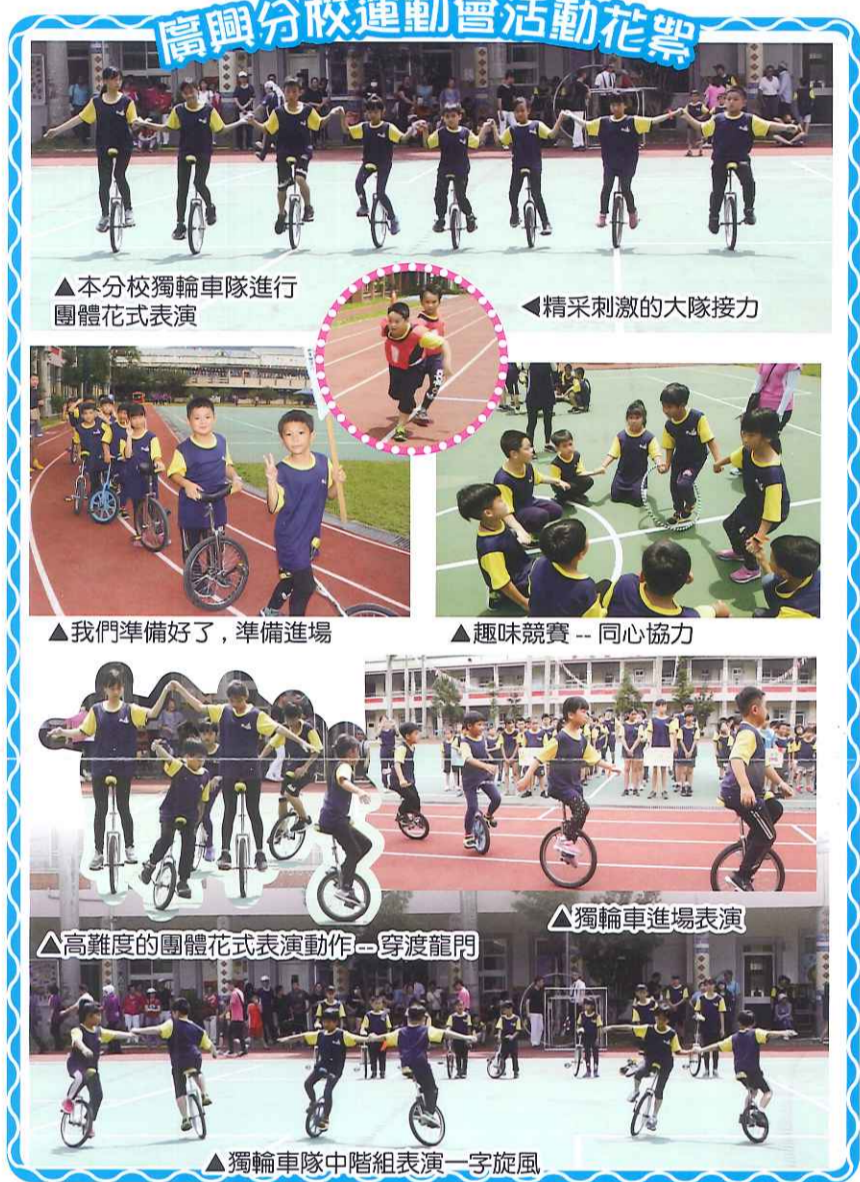 廣興分校運動會活動花絮
▲本分校獨輪車隊進行
團體花式表演
◀精采刺激的大隊接力
▲我們準備好了,準備進場
▲趣味競賽 -- 同心協力
▲高難度的團體花式表演動作 -- 穿渡龍門
▲獨輪車進場表演
▲獨輪車隊中階組表演一字旋風